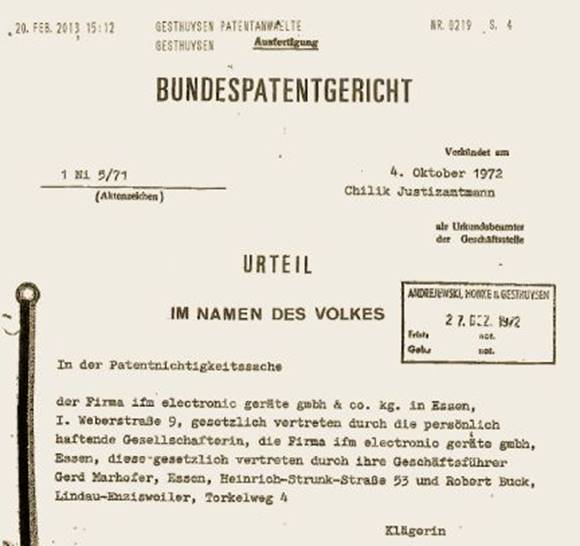 20. FEB. 2013 15:12 GESTHUYSEN PATENTANWAELTE NR. 0219 S. 4
GESTHUYSEN Ausfertigung
BUNDESPATENTGERICHT
Verkündet am
1 Ni 5/71 4. Oktober 1972
(Aktenzeichen) Chilik Justizamtmann
als Urkundsbeamter
der Geschäftsstelle
URTEIL
ANDREJEWSKI, HONKE & GESTHUYSEN
IM NAMEN DES VOLKES
27. DEZ. 1972
Frist: not.
Geb.: not.
In der Patentnichtigkeitssache
der Firma ifm electronic geräte gmbh & co. kg. in Essen,
I. Weberstraße 9, gesetzlich vertreten durch die persönlich
haftende Gesellschafterin, die Firma ifm electronic geräte gmbh,
Essen, diese gesetzlich vertreten durch ihre Geschäftsführer
Gerd Marhofer, Essen, Heinrich-Strunk-Straße 53 und Robert Buck,
Lindau-Enzisweiler, Torkelweg 4
Klägerin